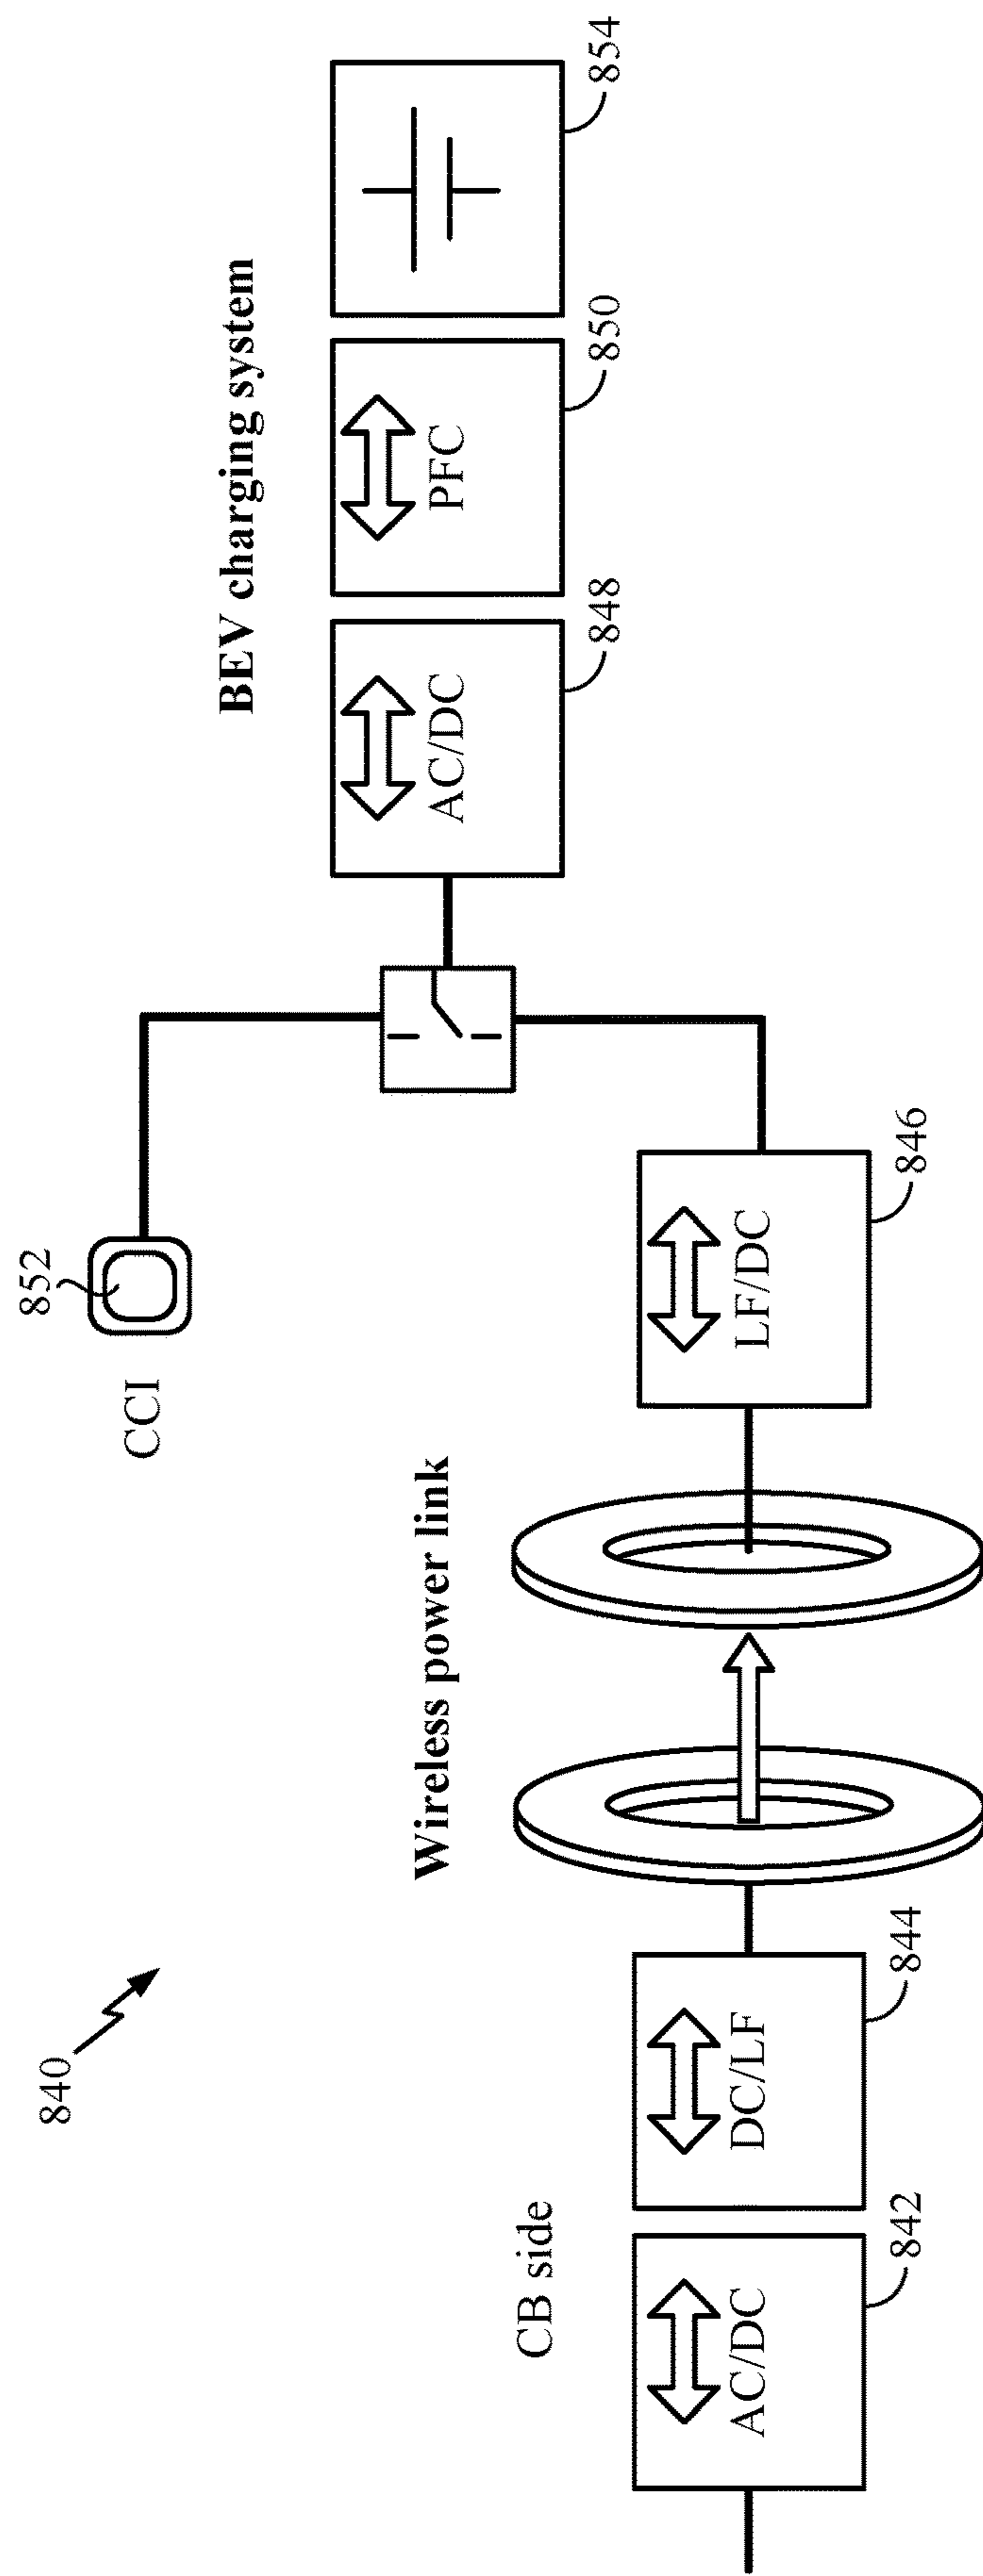 840
852
CCI
BEV charging system
AC/DC
PFC
848
850
854
Wireless power link
CB side
AC/DC
DC/LF
LF/DC
842
844
846